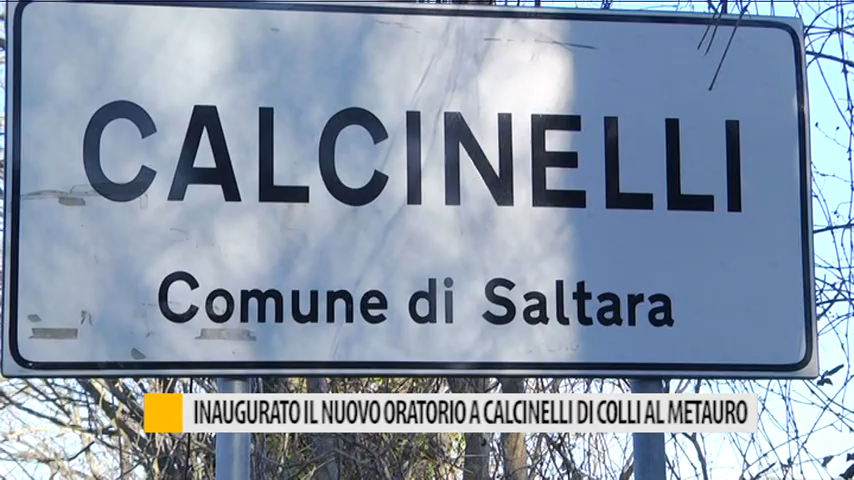 CALCINELLI
Comune di Saltara
INAUGURATO IL NUOVO ORATORIO A CALCINELLI DI COLLI AL METAURO